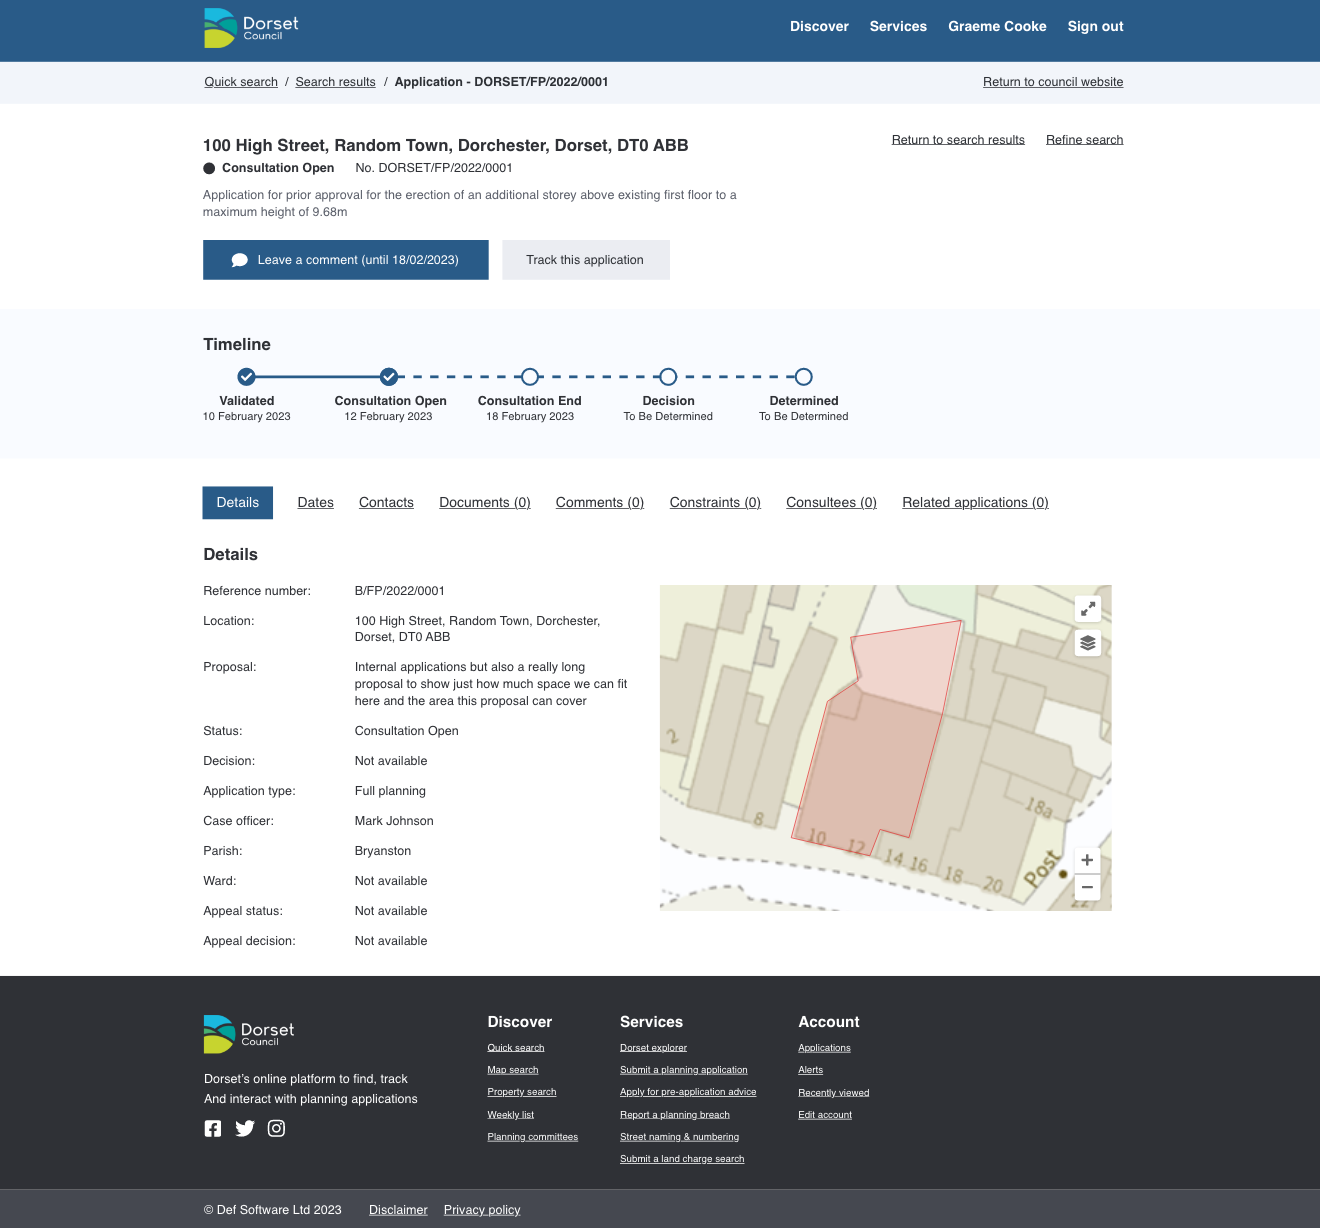 Dorset
Council
Discover Services Graeme Cooke Sign out
Quick search / Search results / Application - DORSET/FP/2022/0001
Return to council website
100 High Street, Random Town, Dorchester, Dorset, DT0 ABB
Return to search results Refine search
Consultation Open No. DORSET/FP/2022/0001
Application for prior approval for the erection of an additional storey above existing first floor to a
maximum height of 9.68m
Leave a comment (until 18/02/2023)
Track this application
Timeline
Validated Consultation Open Consultation End Decision Determined
10 February 2023 12 February 2023 18 February 2023 To Be Determined To Be Determined
Details Dates Contacts Documents (0) Comments (0) Constraints (0) Consultees (0) Related applications (0)
Details
Reference number: B/FP/2022/0001
Location: 100 High Street, Random Town, Dorchester,
Dorset, DT0 ABB
Proposal: Internal applications but also a really long
proposal to show just how much space we can fit
here and the area this proposal can cover
Status: Consultation Open
Decision: Not available
Application type: Full planning
Case officer: Mark Johnson
Parish: Bryanston
Ward: Not available
Appeal status: Not available
Appeal decision: Not available
2
8
10
12
14 16
18
20
18a
Post
22
+
−
Dorset
Council
Dorset's online platform to find, track
And interact with planning applications
Discover
Quick search
Map search
Property search
Weekly list
Planning committees
Services
Dorset explorer
Submit a planning application
Apply for pre-application advice
Report a planning breach
Street naming & numbering
Submit a land charge search
Account
Applications
Alerts
Recently viewed
Edit account
© Def Software Ltd 2023 Disclaimer Privacy policy